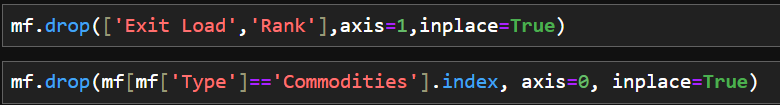 mf.drop(['Exit Load','Rank'],axis=1,inplace=True)
mf.drop(mf[mf['Type']=='Commodities'].index, axis=0, inplace=True)